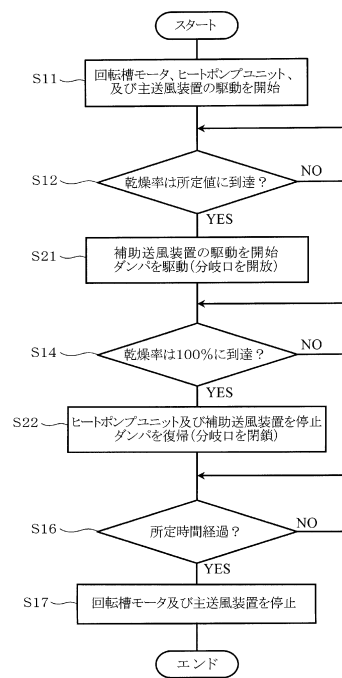 スタート
S11
回転槽モータ、ヒートポンプユニット、
及び主送風装置の駆動を開始
S12
乾燥率は所定値に到達？
NO
YES
S21
補助送風装置の駆動を開始
ダンパを駆動(分岐口を開放)
S14
乾燥率は100%に到達？
NO
YES
S22
ヒートポンプユニット及び補助送風装置を停止
ダンパを復帰(分岐口を閉鎖)
S16
所定時間経過？
NO
YES
S17
回転槽モータ及び主送風装置を停止
エンド